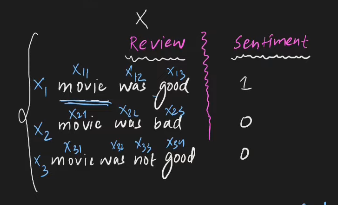 X
Review Sentiment
X11 X12 X13
X1 movie was good 1
X21 X22 X23
X2 movie was bad 0
X31 X32 X33 X34
X3 movie was not good 0